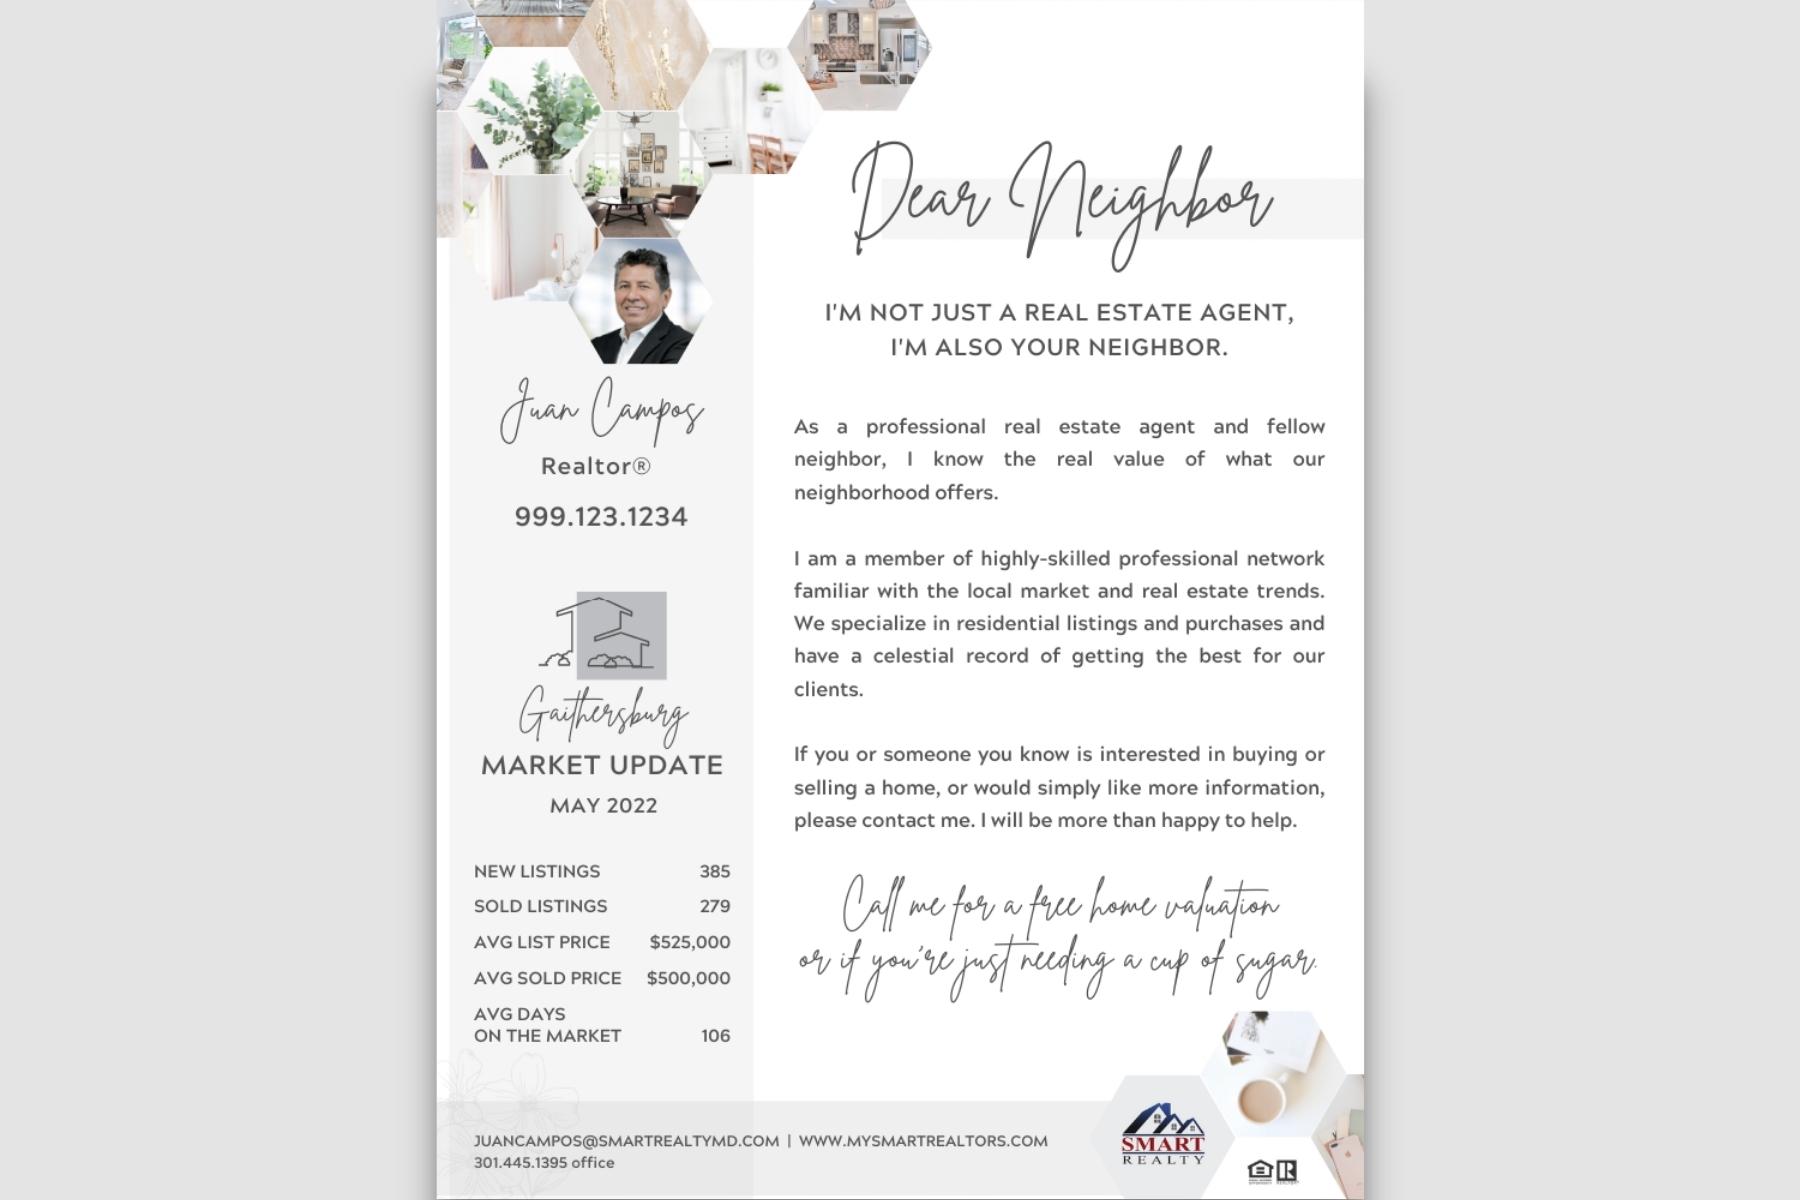 Dear Neighbor
I'M NOT JUST A REAL ESTATE AGENT,
I'M ALSO YOUR NEIGHBOR.
As a professional real estate agent and fellow
neighbor, I know the real value of what our
neighborhood offers.
I am a member of highly-skilled professional network
familiar with the local market and real estate trends.
We specialize in residential listings and purchases and
have a celestial record of getting the best for our
clients.
If you or someone you know is interested in buying or
selling a home, or would simply like more information,
please contact me. I will be more than happy to help.
Call me for a free home valuation
or if you're just needing a cup of sugar.
Juan Campos
Realtor®
999.123.1234
Gaithersburg
MARKET UPDATE
MAY 2022
NEW LISTINGS 385
SOLD LISTINGS 279
AVG LIST PRICE $525,000
AVG SOLD PRICE $500,000
AVG DAYS
ON THE MARKET 106
JUANCAMPOS@SMARTREALTYMD.COM | WWW.MYSMARTREALTORS.COM
301.445.1395 office
SMART
REALTY